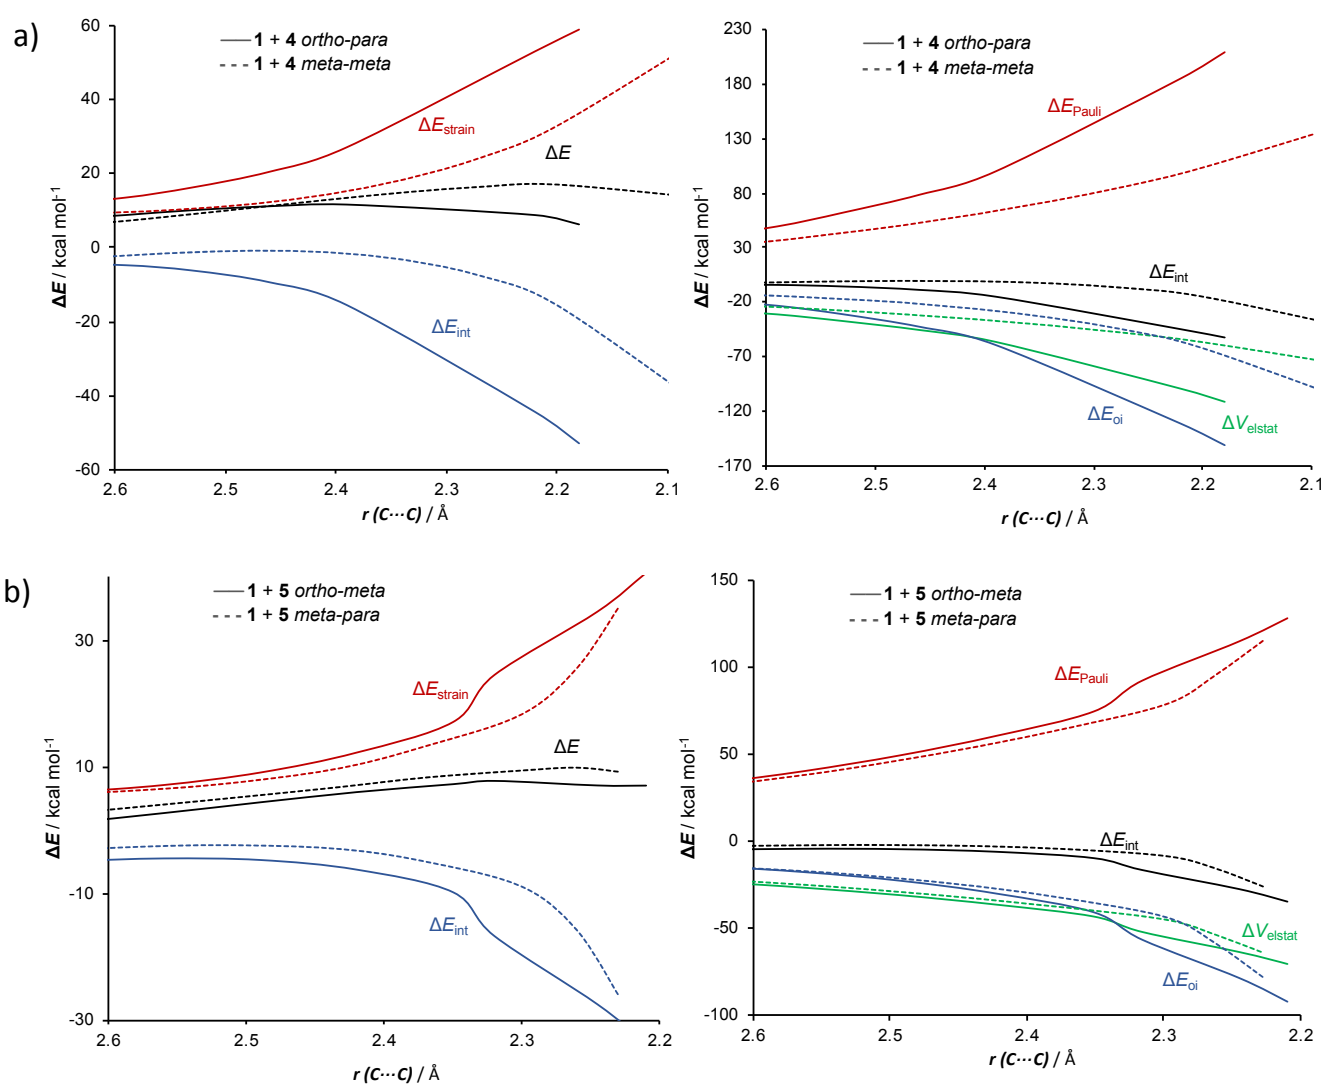 a)
1 + 4 ortho-para
1 + 4 meta-meta
ΔE / kcal mol-1
60
40
20
0
-20
-40
-60
ΔEstrain
ΔE
ΔEint
2.6 2.5 2.4 2.3 2.2 2.1
r (C···C) / Å
1 + 4 ortho-para
1 + 4 meta-meta
ΔE / kcal mol-1
230
180
130
80
30
-20
-70
-120
-170
ΔEPauli
ΔEint
ΔEoi
ΔVelstat
2.6 2.5 2.4 2.3 2.2 2.1
r (C···C) / Å
b)
1 + 5 ortho-meta
1 + 5 meta-para
ΔE / kcal mol-1
30
10
-10
-30
ΔEstrain
ΔE
ΔEint
2.6 2.5 2.4 2.3 2.2
r (C···C) / Å
1 + 5 ortho-meta
1 + 5 meta-para
ΔE / kcal mol-1
150
100
50
0
-50
-100
ΔEPauli
ΔEint
ΔVelstat
ΔEoi
2.6 2.5 2.4 2.3 2.2
r (C···C) / Å